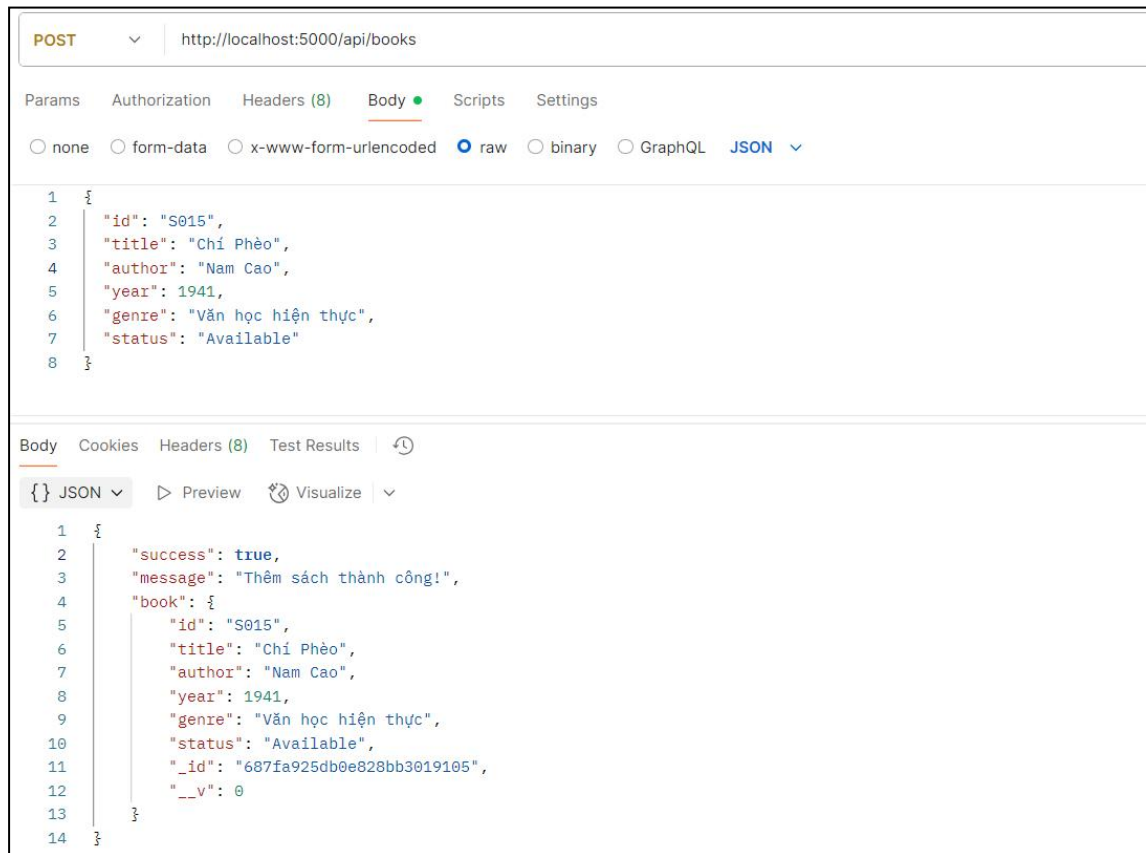 POST http://localhost:5000/api/books
Params Authorization Headers (8) Body Scripts Settings
none form-data x-www-form-urlencoded raw binary GraphQL JSON
1 {
2 "id": "S015",
3 "title": "Chí Phèo",
4 "author": "Nam Cao",
5 "year": 1941,
6 "genre": "Văn học hiện thực",
7 "status": "Available"
8 }
Body Cookies Headers (8) Test Results
{} JSON Preview Visualize
1 {
2 "success": true,
3 "message": "Thêm sách thành công!",
4 "book": {
5 "id": "S015",
6 "title": "Chí Phèo",
7 "author": "Nam Cao",
8 "year": 1941,
9 "genre": "Văn học hiện thực",
10 "status": "Available",
11 "_id": "687fa925db0e828bb3019105",
12 "__v": 0
13 }
14 }